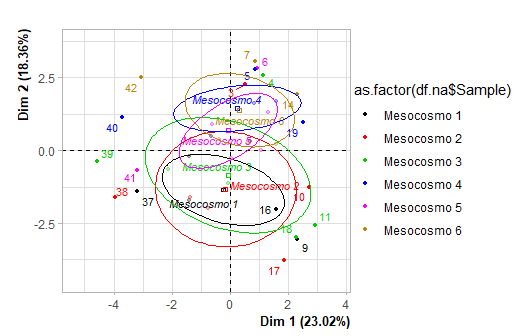 Dim 2 (18.36%)
2.5
0.0
-2.5
7
6
5
4
3
42
14
19
40
39
41
38
37
16
10
11
18
9
17
Mesocosmo 4
Mesocosmo 6
Mesocosmo 5
Mesocosmo 3
Mesocosmo 2
Mesocosmo 1
-4
-2
0
2
4
Dim 1 (23.02%)
as.factor(df.na$Sample)
Mesocosmo 1
Mesocosmo 2
Mesocosmo 3
Mesocosmo 4
Mesocosmo 5
Mesocosmo 6